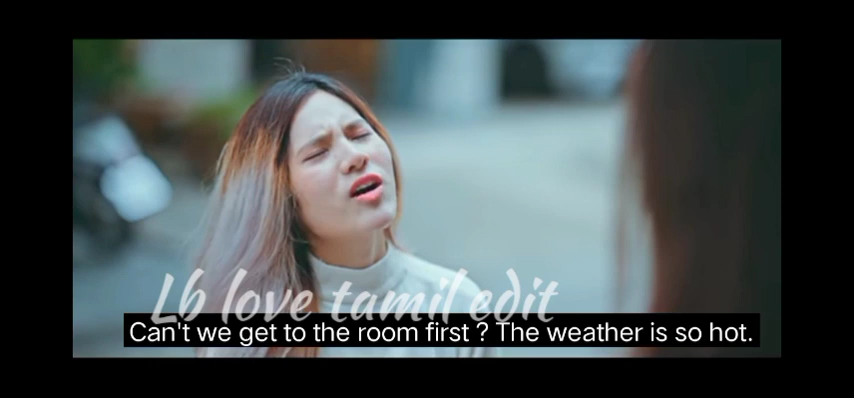 Lb love tamil edit
Can't we get to the room first ? The weather is so hot.